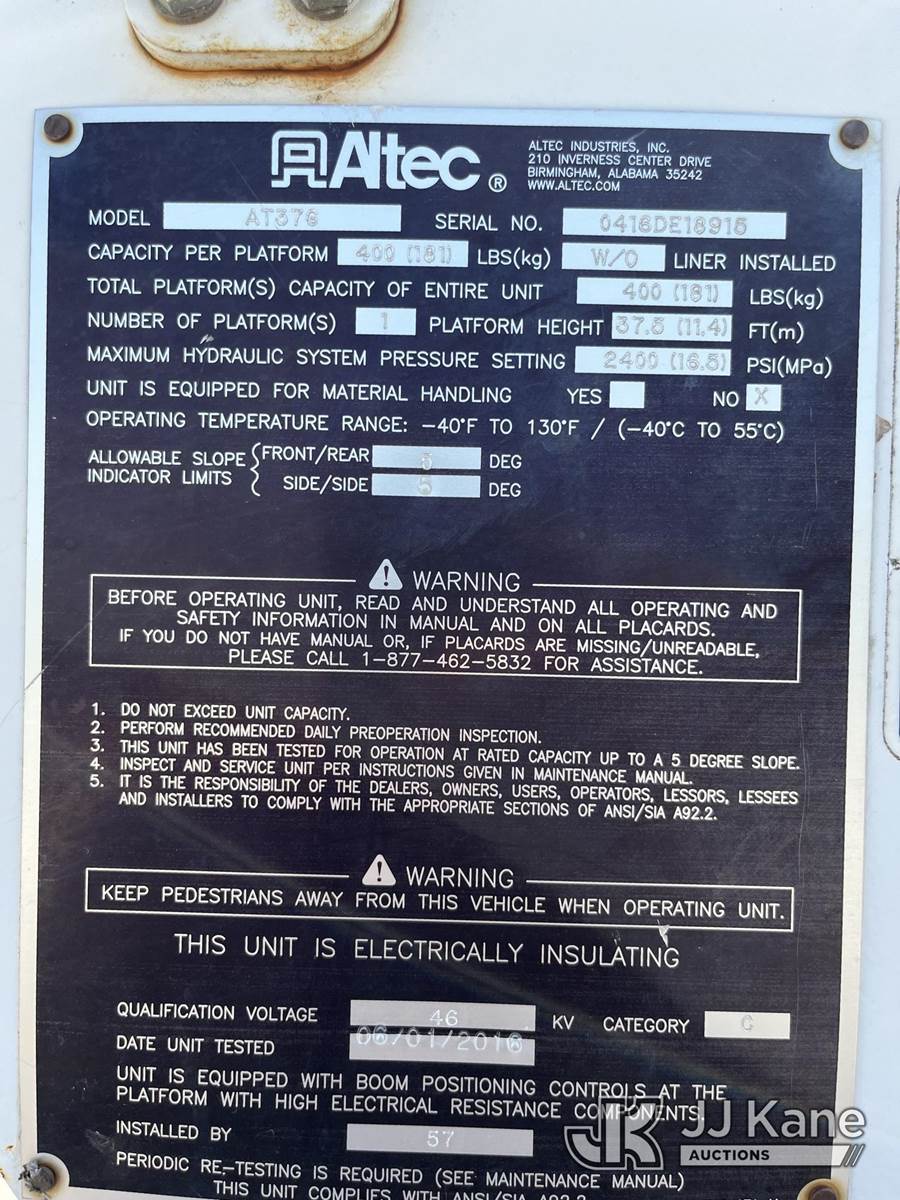 Altec ®
ALTEC INDUSTRIES, INC.
210 INVERNESS CENTER DRIVE
BIRMINGHAM, ALABAMA 35242
WWW.ALTEC.COM
MODEL AT37G SERIAL NO.
CAPACITY PER PLATFORM 400 (181) LBS(kg) W/O LINER INSTALLED
TOTAL PLATFORM(S) CAPACITY OF ENTIRE UNIT 400 (181) LBS(kg)
NUMBER OF PLATFORM(S) 1 PLATFORM HEIGHT 37.5 (11.4) FT(m)
MAXIMUM HYDRAULIC SYSTEM PRESSURE SETTING 2400 (16.5) PSI(MPa)
UNIT IS EQUIPPED FOR MATERIAL HANDLING YES NO X
OPERATING TEMPERATURE RANGE: -40°F TO 130°F / (-40°C TO 55°C)
ALLOWABLE SLOPE FRONT/REAR 5 DEG
INDICATOR LIMITS SIDE/SIDE 5 DEG
WARNING
BEFORE OPERATING UNIT, READ AND UNDERSTAND ALL OPERATING AND
SAFETY INFORMATION IN MANUAL AND ON ALL PLACARDS.
IF YOU DO NOT HAVE MANUAL OR, IF PLACARDS ARE MISSING/UNREADABLE,
PLEASE CALL 1-877-462-5832 FOR ASSISTANCE.
1. DO NOT EXCEED UNIT CAPACITY.
2. PERFORM RECOMMENDED DAILY PREOPERATION INSPECTION.
3. THIS UNIT HAS BEEN TESTED FOR OPERATION AT RATED CAPACITY UP TO A 5 DEGREE SLOPE.
4. INSPECT AND SERVICE UNIT PER INSTRUCTIONS GIVEN IN MAINTENANCE MANUAL.
5. IT IS THE RESPONSIBILITY OF THE DEALERS, OWNERS, USERS, OPERATORS, LESSORS, LESSEES
AND INSTALLERS TO COMPLY WITH THE APPROPRIATE SECTIONS OF ANSI/SIA A92.2.
WARNING
KEEP PEDESTRIANS AWAY FROM THIS VEHICLE WHEN OPERATING UNIT.
THIS UNIT IS ELECTRICALLY INSULATING
QUALIFICATION VOLTAGE 46 KV CATEGORY C
DATE UNIT TESTED 06/01/2016
UNIT IS EQUIPPED WITH BOOM POSITIONING CONTROLS AT THE
PLATFORM WITH HIGH ELECTRICAL RESISTANCE COMPONENTS.
INSTALLED BY 57
PERIODIC RE-TESTING IS REQUIRED (SEE MAINTENANCE MANUAL)
THIS UNIT COMPLIES WITH ANSI/SIA A92.2
JK JJ Kane
AUCTIONS